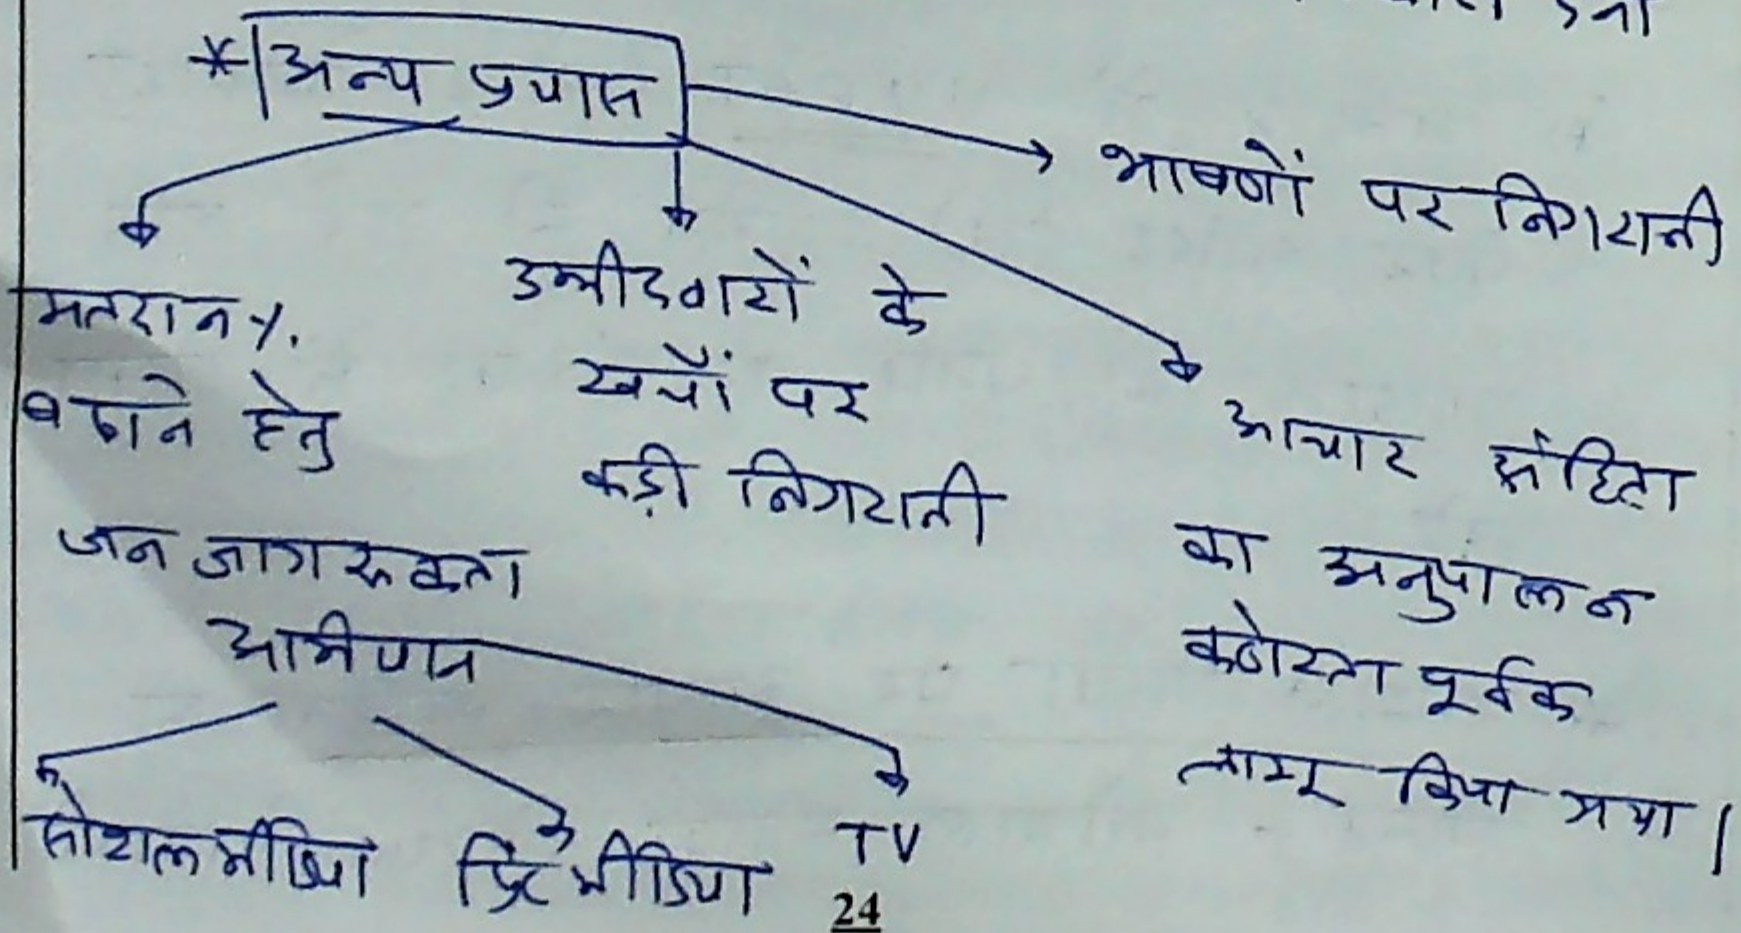 * अन्य प्रयास
भाषणों पर निगरानी
मतदान %
बढाने हेतु
जन जागरूकता
अभियान
सोशल मीडिया
प्रिंट मीडिया
TV
उम्मीदवारों के
खर्चों पर
कड़ी निगरानी
आचार संहिता
का अनुपालन
कठोरता पूर्वक
लागू किया गया।
24